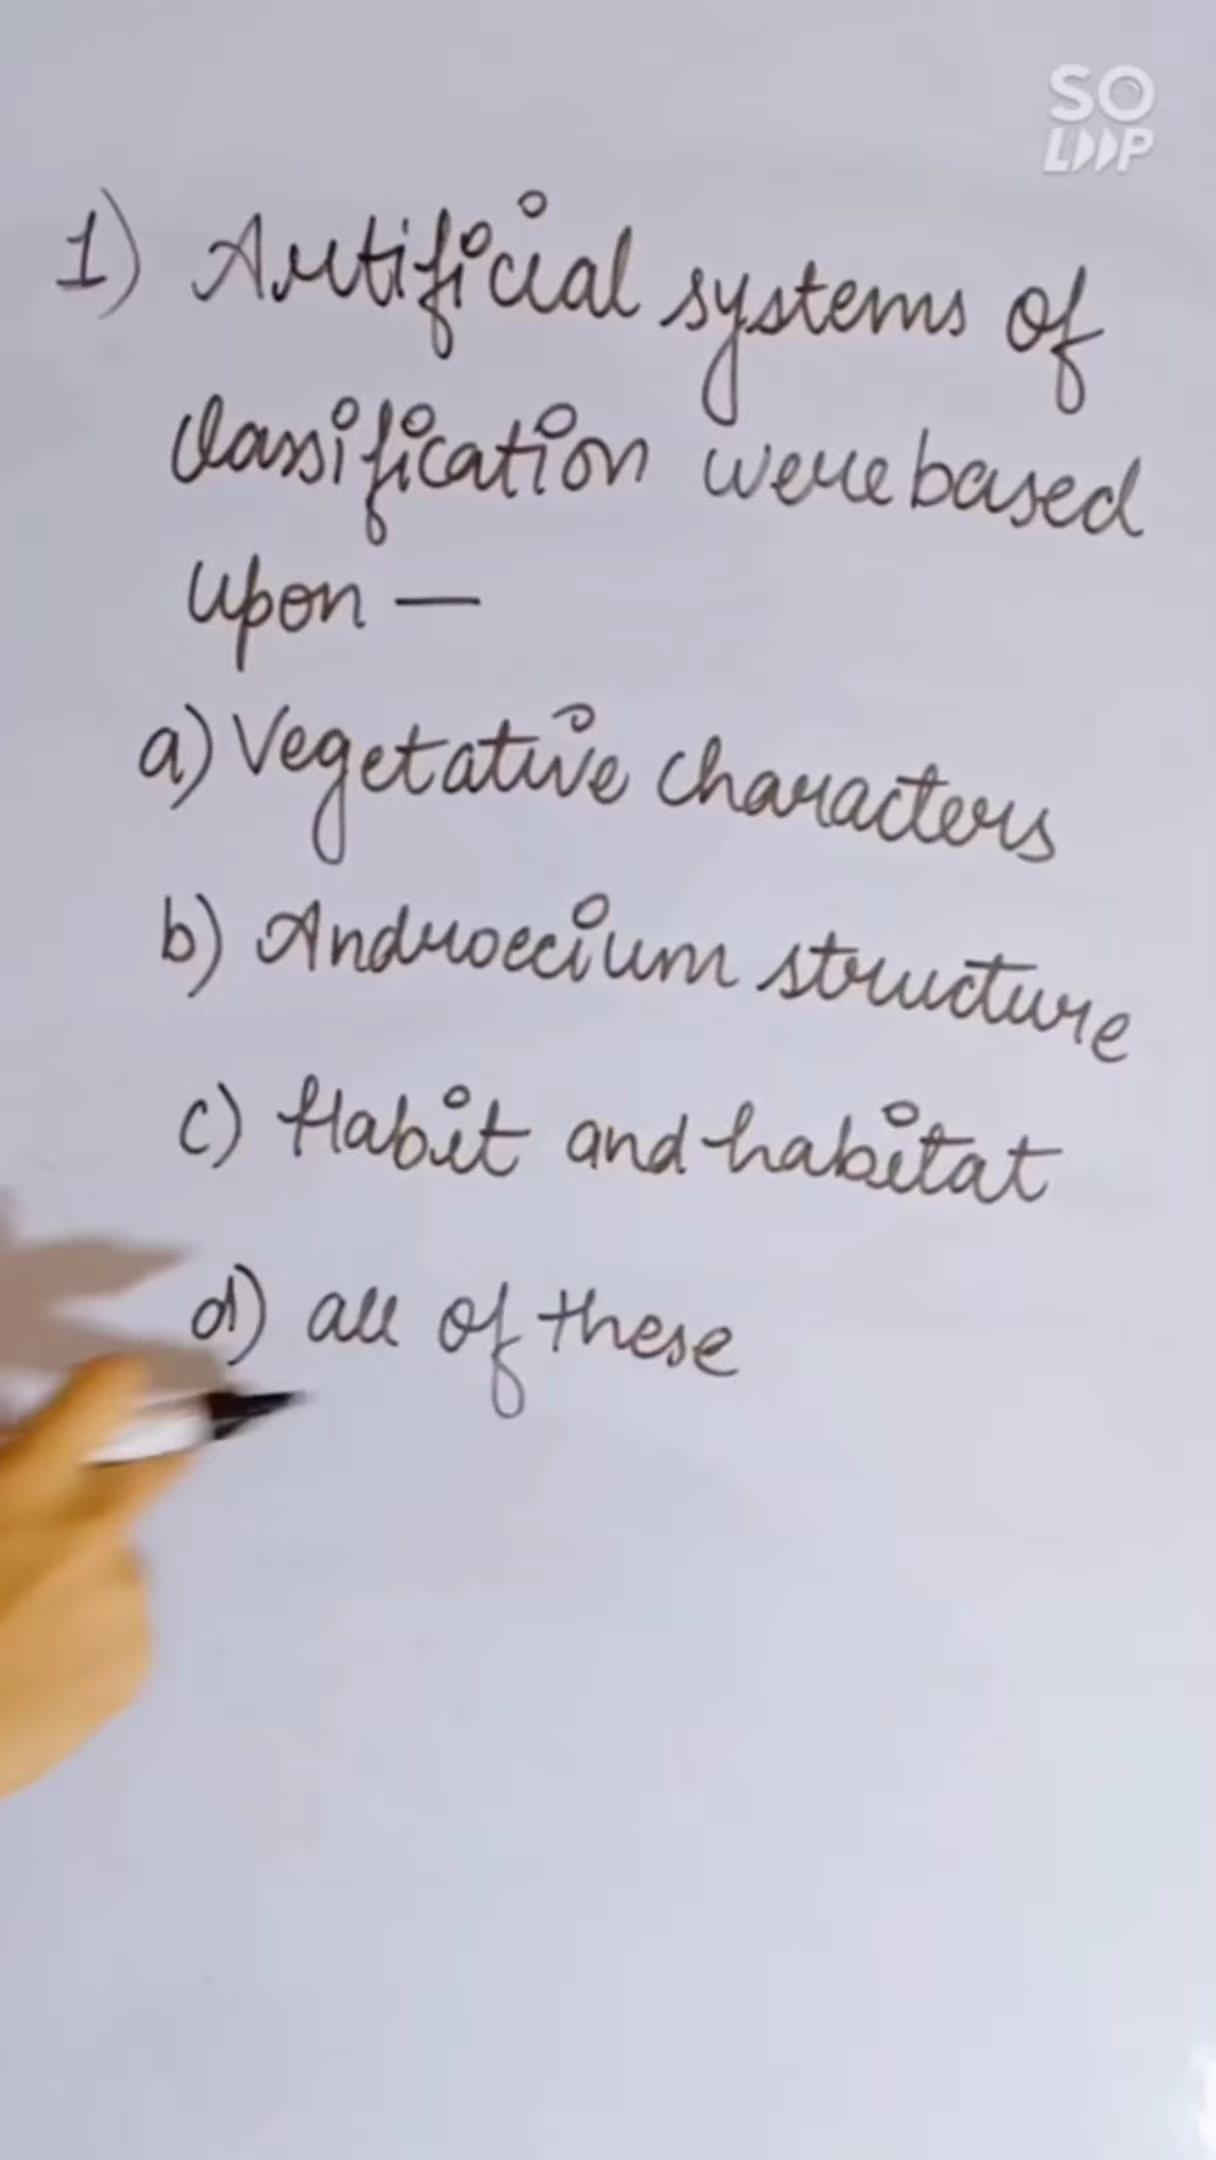 SO
LOOP
1) Artificial systems of
classification were based
upon —
a) Vegetative characters
b) Androecium structure
c) Habit and habitat
d) all of these